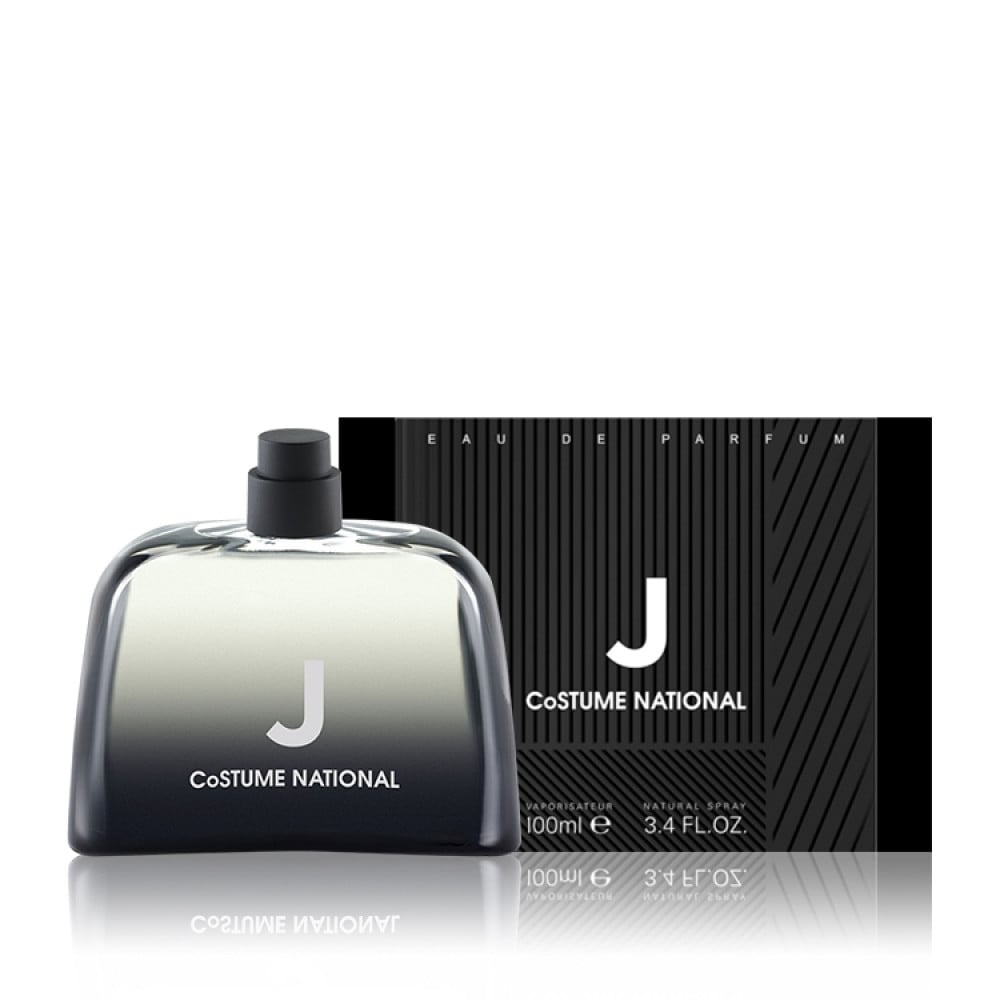 EAU DE PARFUM
J
CoSTUME NATIONAL
VAPORISATEUR NATURAL SPRAY
100ml ℮ 3.4 FL.OZ.
J
CoSTUME NATIONAL